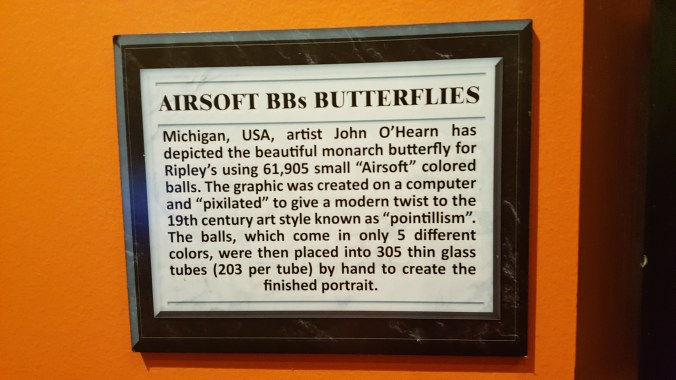 AIRSOFT BBs BUTTERFLIES
Michigan, USA, artist John O'Hearn has
depicted the beautiful monarch butterfly for
Ripley's using 61,905 small "Airsoft" colored
balls. The graphic was created on a computer
and "pixilated" to give a modern twist to the
19th century art style known as "pointillism".
The balls, which come in only 5 different
colors, were then placed into 305 thin glass
tubes (203 per tube) by hand to create the
finished portrait.